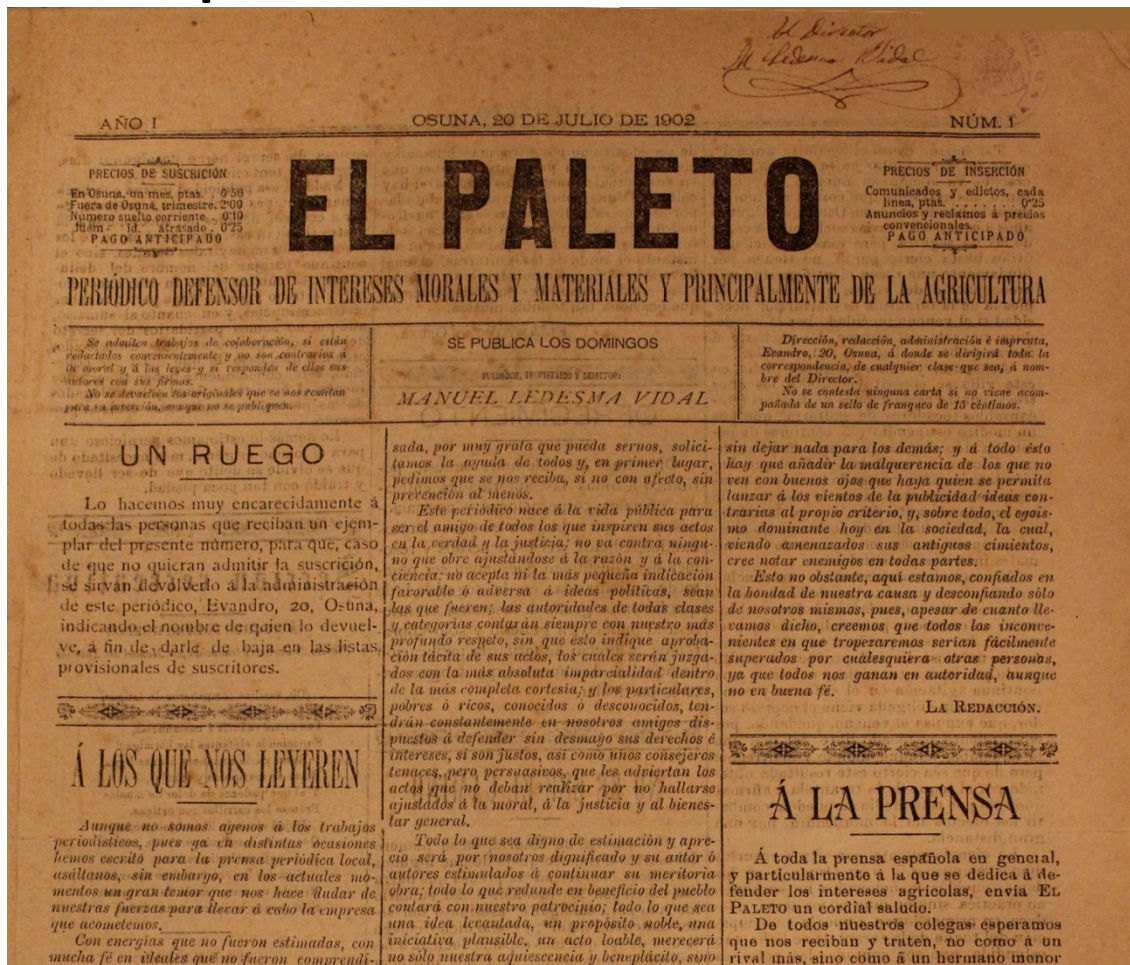 El Director
M Ledesma Vidal
AÑO I
OSUNA, 20 DE JULIO DE 1902
NÚM. 1
PRECIOS DE SUSCRICIÓN
En Osuna, un mes, ptas. . 0'50
Fuera de Osuna, trimestre. 2'00
Número suelto corriente . . 0'10
Idem id. atrasado . 0'25
PAGO ANTICIPADO
EL PALETO
PRECIOS DE INSERCIÓN
Comunicados y edictos, cada
línea, ptas. . . . . . . . 0'25
Anuncios y reclamos á precios
convencionales.
PAGO ANTICIPADO
PERIÓDICO DEFENSOR DE INTERESES MORALES Y MATERIALES Y PRINCIPALMENTE DE LA AGRICULTURA
Se admiten trabajos de colaboración, si están
redactados convenientemente y no son contrarios á
la moral y á las leyes y si responden de ellos sus
autores con sus firmas.
No se devuelven los originales que se nos remitan
para su inserción, aunque no se publiquen.
SE PUBLICA LOS DOMINGOS
FUNDADOR, PROPIETARIO Y DIRECTOR:
MANUEL LEDESMA VIDAL
Dirección, redacción, administración é imprenta,
Evandro, 20, Osuna, á donde se dirigirá toda la
correspondencia, de cualquier clase que sea, á nom-
bre del Director.
No se contesta ninguna carta si no viene acom-
pañada de un sello de franqueo de 15 céntimos.
UN RUEGO
Lo hacemos muy encarecidamente á
todas las personas que reciban un ejem-
plar del presente número, para que, caso
de que no quieran admitir la suscrición,
se sirvan devolverlo á la administración
de este periódico, Evandro, 20, Osuna,
indicando el nombre de quien lo devuel-
ve, á fin de darle de baja en las listas
provisionales de suscritores.
Á LOS QUE NOS LEYEREN
Aunque no somos agenos á los trabajos
periodísticos, pues ya en distintas ocasiones
hemos escrito para la prensa periódica local,
asáltanos, sin embargo, en los actuales mo-
mentos un gran temor que nos hace dudar de
nuestras fuerzas para llevar á cabo la empresa
que acometemos.
Con energías que no fueron estimadas, con
mucha fé en ideales que no fueron comprendi-
sada, por muy grata que pueda sernos, solici-
tamos la ayuda de todos y, en primer lugar,
pedimos que se nos reciba, si no con afecto, sin
prevención al menos.
Este periódico nace á la vida pública para
ser el amigo de todos los que inspiren sus actos
en la verdad y la justicia; no va contra ningu-
no que obre ajustándose á la razón y á la con-
ciencia; no acepta ni la más pequeña indicación
favorable ó adversa á ideas políticas, sean
las que fueren; las autoridades de todas clases
y categorías contarán siempre con nuestro más
profundo respeto, sin que ésto indique aproba-
ción tácita de sus actos, los cuales serán juzga-
dos con la más absoluta imparcialidad dentro
de la más completa cortesía; y los particulares,
pobres ó ricos, conocidos ó desconocidos, ten-
drán constantemente en nosotros amigos dis-
puestos á defender sin desmayo sus derechos é
intereses, si son justos, así como unos consejeros
tenaces, pero persuasivos, que les adviertan los
actos que no deban realizar por no hallarse
ajustados á la moral, á la justicia y al bienes-
tar general.
Todo lo que sea digno de estimación y apre-
cio será por nosotros dignificado y su autor ó
autores estimulados á continuar su meritoria
obra; todo lo que redunde en beneficio del pueblo
contará con nuestro patrocinio; todo lo que sea
una idea levantada, un propósito noble, una
iniciativa plausible, un acto loable, merecerá
no sólo nuestra aquiescencia y beneplácito, sino
sin dejar nada para los demás; y á todo ésto
hay que añadir la malquerencia de los que no
ven con buenos ojos que haya quien se permita
lanzar á los vientos de la publicidad ideas con-
trarias al propio criterio, y, sobre todo, el egois-
mo dominante hoy en la sociedad, la cual,
viendo amenazados sus antiguos cimientos,
cree notar enemigos en todas partes.
Esto no obstante, aquí estamos, confiados en
la bondad de nuestra causa y desconfiando sólo
de nosotros mismos, pues, apesar de cuanto lle-
vamos dicho, creemos que todos los inconve-
nientes en que tropezaremos serían fácilmente
superados por cualesquiera otras personas,
ya que todos nos ganan en autoridad, aunque
no en buena fé.
LA REDACCIÓN.
Á LA PRENSA
Á toda la prensa española en general,
y particularmente á la que se dedica á de-
fender los intereses agrícolas, envía EL
PALETO un cordial saludo.
De todos nuestros colegas esperamos
que nos reciban y traten, no como á un
rival más, sino como á un hermano menor